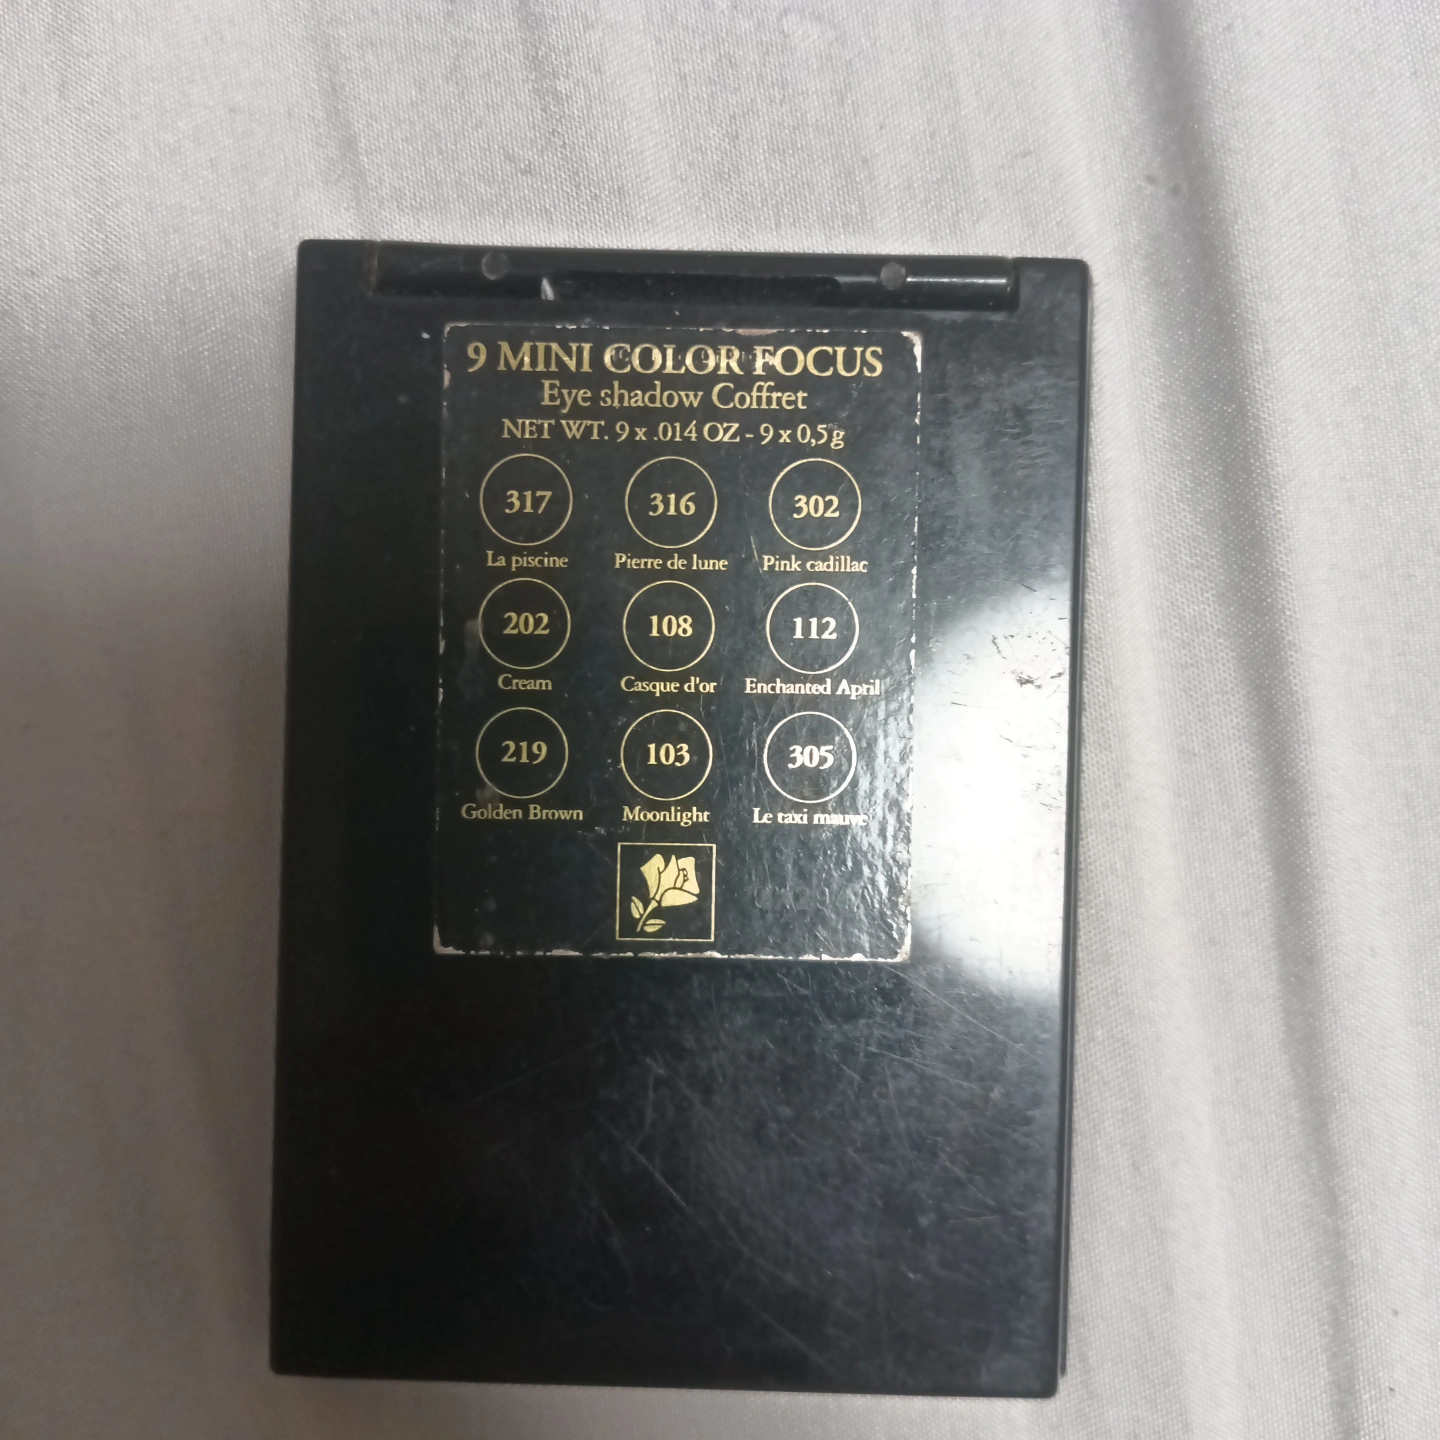 9 MINI COLOR FOCUS
Eye shadow Coffret
NET WT. 9 x .014 OZ - 9 x 0,5g
317 316 302
La piscine Pierre de lune Pink cadillac
202 108 112
Cream Casque d'or Enchanted April
219 103 305
Golden Brown Moonlight Le taxi mauve